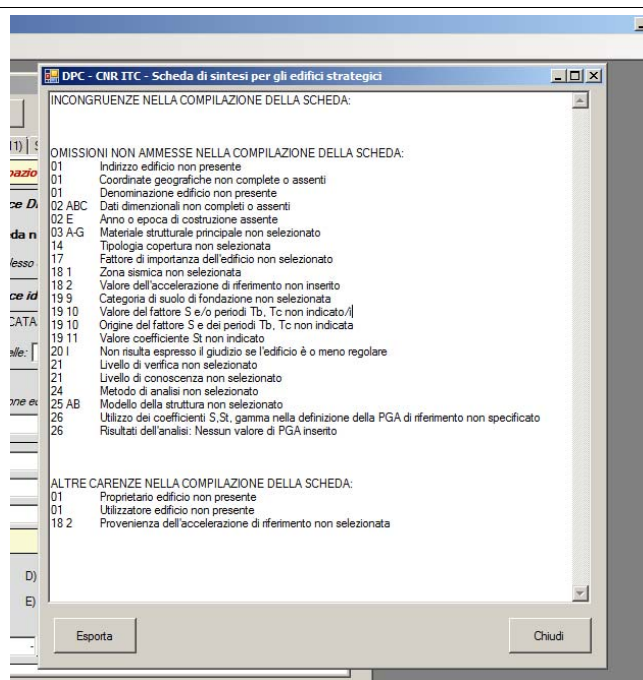 DPC - CNR ITC - Scheda di sintesi per gli edifici strategici
INCONGRUENZE NELLA COMPILAZIONE DELLA SCHEDA:
OMISSIONI NON AMMESSE NELLA COMPILAZIONE DELLA SCHEDA:
01 Indirizzo edificio non presente
01 Coordinate geografiche non complete o assenti
01 Denominazione edificio non presente
02 ABC Dati dimenzionali non completi o assenti
02 E Anno o epoca di costruzione assente
03 A-G Materiale strutturale principale non selezionato
14 Tipologia copertura non selezionata
17 Fattore di importanza dell'edificio non selezionato
18 1 Zona sismica non selezionata
18 2 Valore dell'accelerazione di riferimento non inserito
19 9 Categoria di suolo di fondazione non selezionata
19 10 Valore del fattore S e/o periodi Tb, Tc non indicato/i
19 10 Origine del fattore S e dei periodi Tb, Tc non indicata
19 11 Valore coefficiente St non indicato
20 I Non risulta espresso il giudizio se l'edificio è o meno regolare
21 Livello di verifica non selezionato
21 Livello di conoscenza non selezionato
24 Metodo di analisi non selezionato
25 AB Modello della struttura non selezionato
26 Utilizzo dei coefficienti S,St, gamma nella definizione della PGA di riferimento non specificato
26 Risultati dell'analisi: Nessun valore di PGA inserito
ALTRE CARENZE NELLA COMPILAZIONE DELLA SCHEDA:
01 Proprietario edificio non presente
01 Utilizzatore edificio non presente
18 2 Provenienza dell'accelerazione di riferimento non selezionata
Esporta
Chiudi
D)
E)